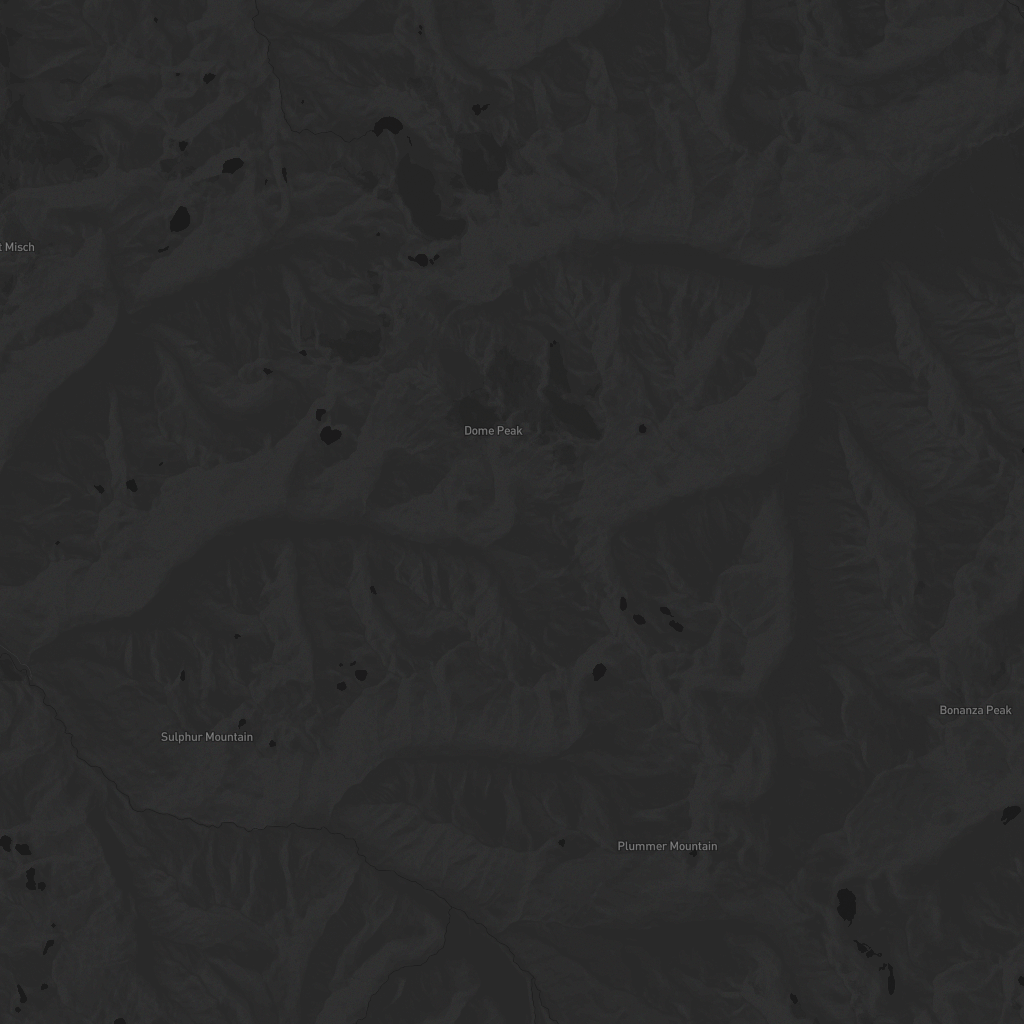 t Misch
Dome Peak
Bonanza Peak
Sulphur Mountain
Plummer Mountain